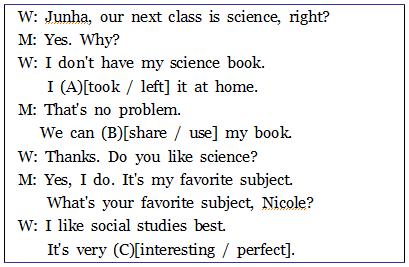 W: Junha, our next class is science, right?
M: Yes. Why?
W: I don't have my science book.
I (A)[took / left] it at home.
M: That's no problem.
We can (B)[share / use] my book.
W: Thanks. Do you like science?
M: Yes, I do. It's my favorite subject.
What's your favorite subject, Nicole?
W: I like social studies best.
It's very (C)[interesting / perfect].